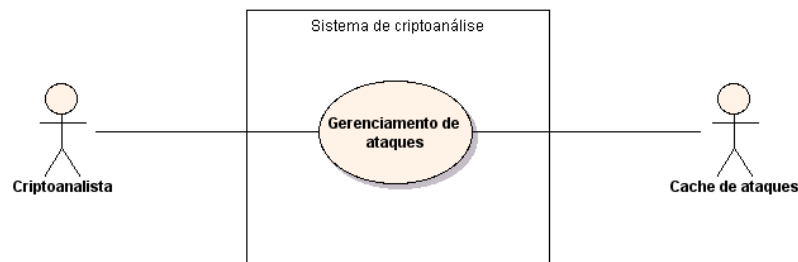 Sistema de criptoanálise
Gerenciamento de
ataques
Criptoanalista
Cache de ataques